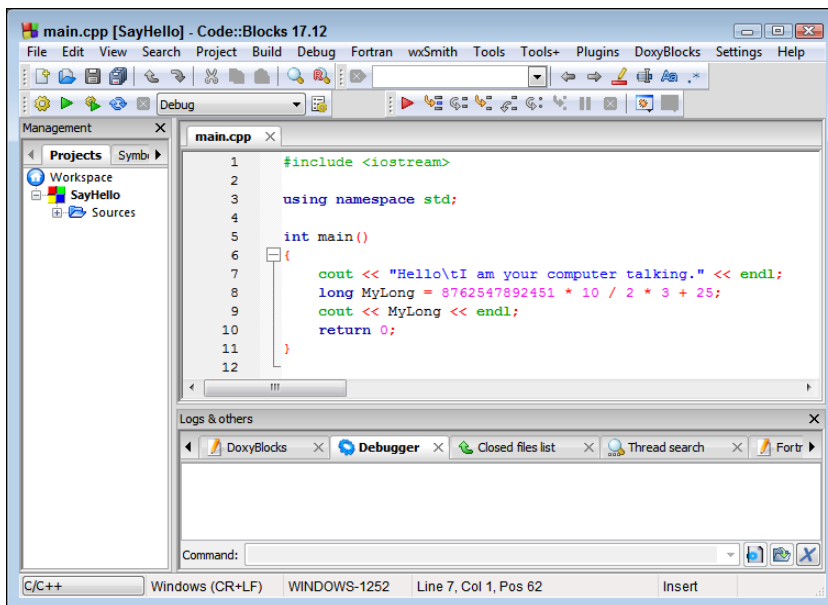 main.cpp [SayHello] - Code::Blocks 17.12
File Edit View Search Project Build Debug Fortran wxSmith Tools Tools+ Plugins DoxyBlocks Settings Help
Debug
Management
Projects Symb
Workspace
SayHello
Sources
main.cpp
1 #include <iostream>
2
3 using namespace std;
4
5 int main()
6 {
7 cout << "Hello\tI am your computer talking." << endl;
8 long MyLong = 8762547892451 * 10 / 2 * 3 + 25;
9 cout << MyLong << endl;
10 return 0;
11 }
12
Logs & others
DoxyBlocks Debugger Closed files list Thread search Fortr
Command:
C/C++ Windows (CR+LF) WINDOWS-1252 Line 7, Col 1, Pos 62 Insert